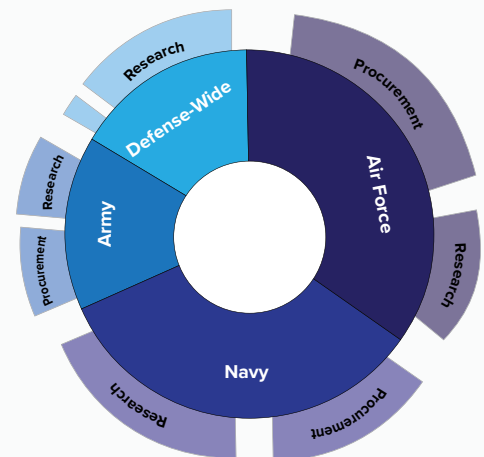 Research
Defense-Wide
Procurement
Air Force
Research
Army
Procurement
Research
Navy
Research
Procurement